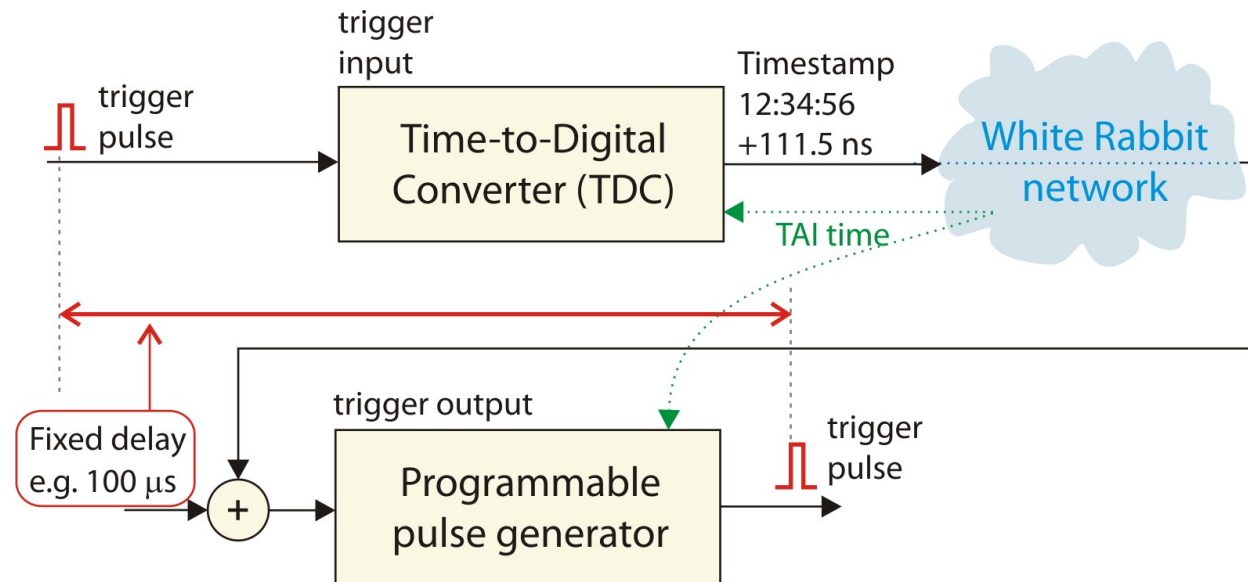 trigger
input
trigger
pulse
Time-to-Digital
Converter (TDC)
Timestamp
12:34:56
+111.5 ns
White Rabbit
network
TAI time
trigger output
Fixed delay
e.g. 100 μs
+
Programmable
pulse generator
trigger
pulse